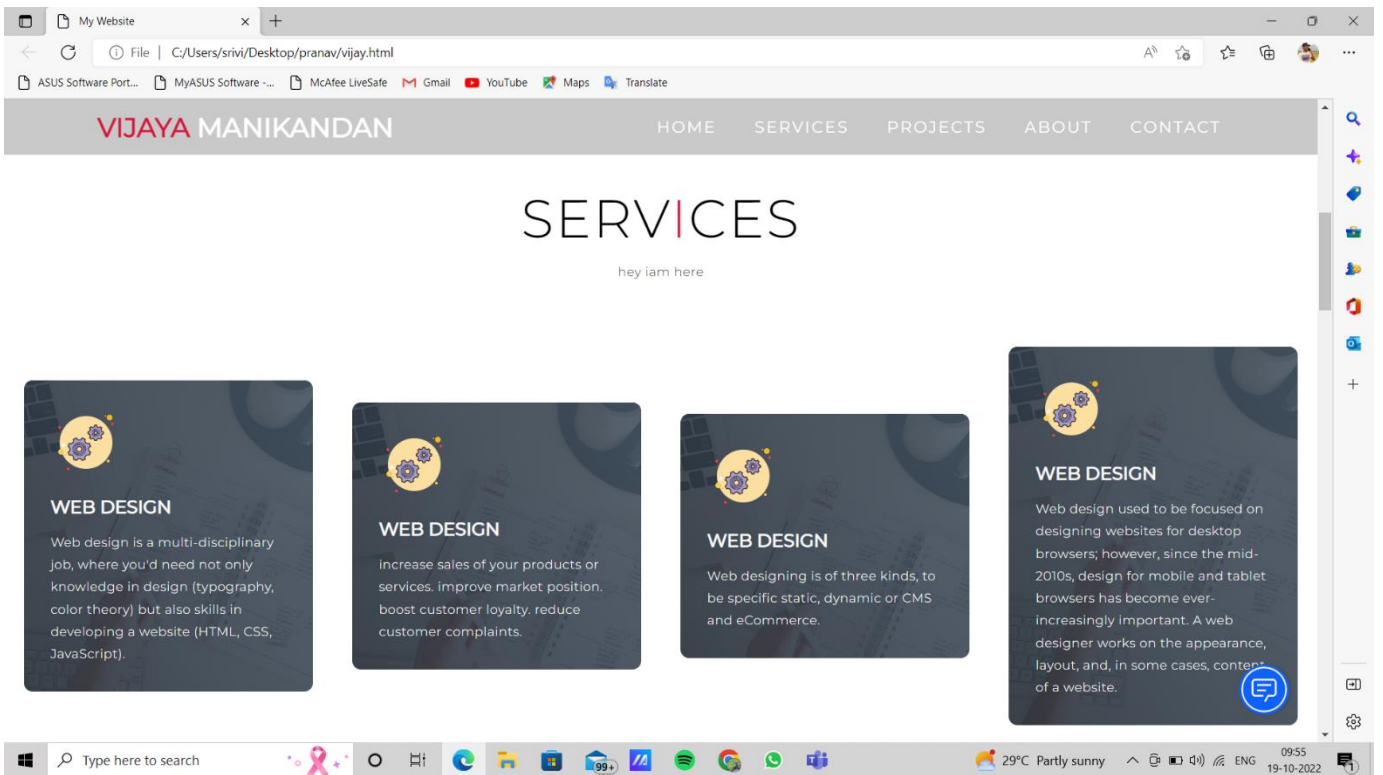 My Website
File | C:/Users/srivi/Desktop/pranav/vijay.html
ASUS Software Port... MyASUS Software -... McAfee LiveSafe Gmail YouTube Maps Translate
VIJAYA MANIKANDAN HOME SERVICES PROJECTS ABOUT CONTACT
SERVICES
hey iam here
WEB DESIGN
Web design is a multi-disciplinary
job, where you'd need not only
knowledge in design (typography,
color theory) but also skills in
developing a website (HTML, CSS,
JavaScript).
WEB DESIGN
increase sales of your products or
services. improve market position.
boost customer loyalty. reduce
customer complaints.
WEB DESIGN
Web designing is of three kinds, to
be specific static, dynamic or CMS
and eCommerce.
WEB DESIGN
Web design used to be focused on
designing websites for desktop
browsers; however, since the mid-
2010s, design for mobile and tablet
browsers has become ever-
increasingly important. A web
designer works on the appearance,
layout, and, in some cases, content
of a website.
Type here to search
99+
29°C Partly sunny ENG
09:55
19-10-2022
1